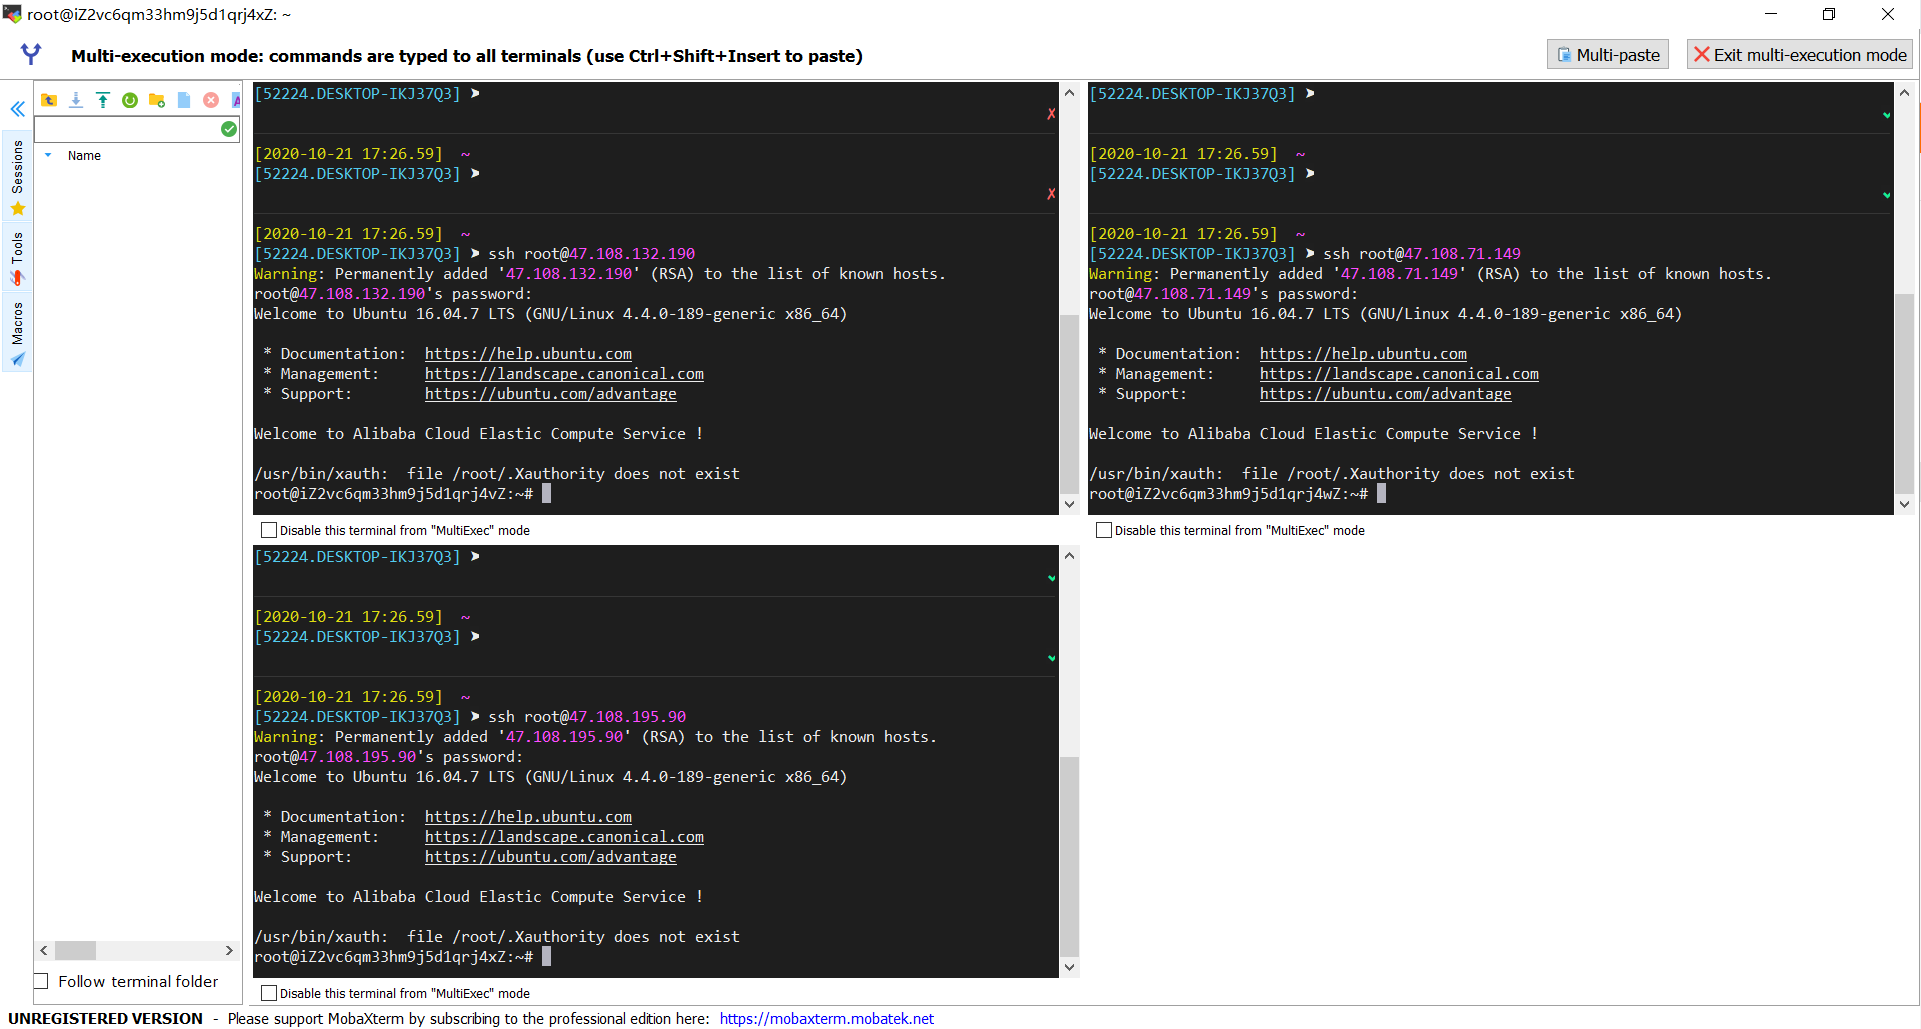 root@iZ2vc6qm33hm9j5d1qrj4xZ: ~
Multi-execution mode: commands are typed to all terminals (use Ctrl+Shift+Insert to paste)
Multi-paste
Exit multi-execution mode
Sessions
Tools
Macros
Name
Follow terminal folder
[52224.DESKTOP-IKJ37Q3] ➤
[2020-10-21 17:26.59]  ~
[52224.DESKTOP-IKJ37Q3] ➤
[2020-10-21 17:26.59]  ~
[52224.DESKTOP-IKJ37Q3] ➤ ssh root@47.108.132.190
Warning: Permanently added '47.108.132.190' (RSA) to the list of known hosts.
root@47.108.132.190's password:
Welcome to Ubuntu 16.04.7 LTS (GNU/Linux 4.4.0-189-generic x86_64)
* Documentation:  https://help.ubuntu.com
* Management:     https://landscape.canonical.com
* Support:        https://ubuntu.com/advantage
Welcome to Alibaba Cloud Elastic Compute Service !
/usr/bin/xauth:  file /root/.Xauthority does not exist
root@iZ2vc6qm33hm9j5d1qrj4vZ:~#
Disable this terminal from "MultiExec" mode
[52224.DESKTOP-IKJ37Q3] ➤
[2020-10-21 17:26.59]  ~
[52224.DESKTOP-IKJ37Q3] ➤
[2020-10-21 17:26.59]  ~
[52224.DESKTOP-IKJ37Q3] ➤ ssh root@47.108.71.149
Warning: Permanently added '47.108.71.149' (RSA) to the list of known hosts.
root@47.108.71.149's password:
Welcome to Ubuntu 16.04.7 LTS (GNU/Linux 4.4.0-189-generic x86_64)
* Documentation:  https://help.ubuntu.com
* Management:     https://landscape.canonical.com
* Support:        https://ubuntu.com/advantage
Welcome to Alibaba Cloud Elastic Compute Service !
/usr/bin/xauth:  file /root/.Xauthority does not exist
root@iZ2vc6qm33hm9j5d1qrj4wZ:~#
Disable this terminal from "MultiExec" mode
[52224.DESKTOP-IKJ37Q3] ➤
[2020-10-21 17:26.59]  ~
[52224.DESKTOP-IKJ37Q3] ➤
[2020-10-21 17:26.59]  ~
[52224.DESKTOP-IKJ37Q3] ➤ ssh root@47.108.195.90
Warning: Permanently added '47.108.195.90' (RSA) to the list of known hosts.
root@47.108.195.90's password:
Welcome to Ubuntu 16.04.7 LTS (GNU/Linux 4.4.0-189-generic x86_64)
* Documentation:  https://help.ubuntu.com
* Management:     https://landscape.canonical.com
* Support:        https://ubuntu.com/advantage
Welcome to Alibaba Cloud Elastic Compute Service !
/usr/bin/xauth:  file /root/.Xauthority does not exist
root@iZ2vc6qm33hm9j5d1qrj4xZ:~#
Disable this terminal from "MultiExec" mode
UNREGISTERED VERSION  -  Please support MobaXterm by subscribing to the professional edition here:  https://mobaxterm.mobatek.net